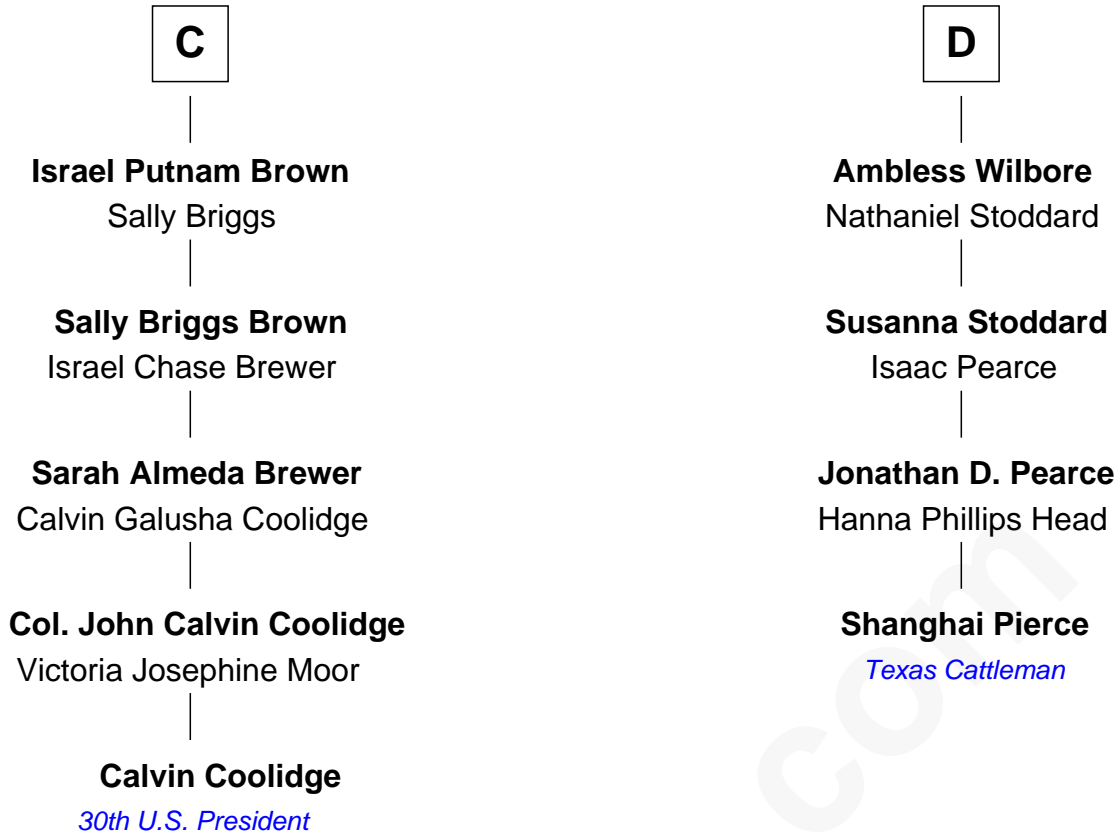 C
Israel Putnam Brown
Sally Briggs
Sally Briggs Brown
Israel Chase Brewer
Sarah Almeda Brewer
Calvin Galusha Coolidge
Col. John Calvin Coolidge
Victoria Josephine Moor
Calvin Coolidge
30th U.S. President
D
Ambless Wilbore
Nathaniel Stoddard
Susanna Stoddard
Isaac Pearce
Jonathan D. Pearce
Hanna Phillips Head
Shanghai Pierce
Texas Cattleman
com